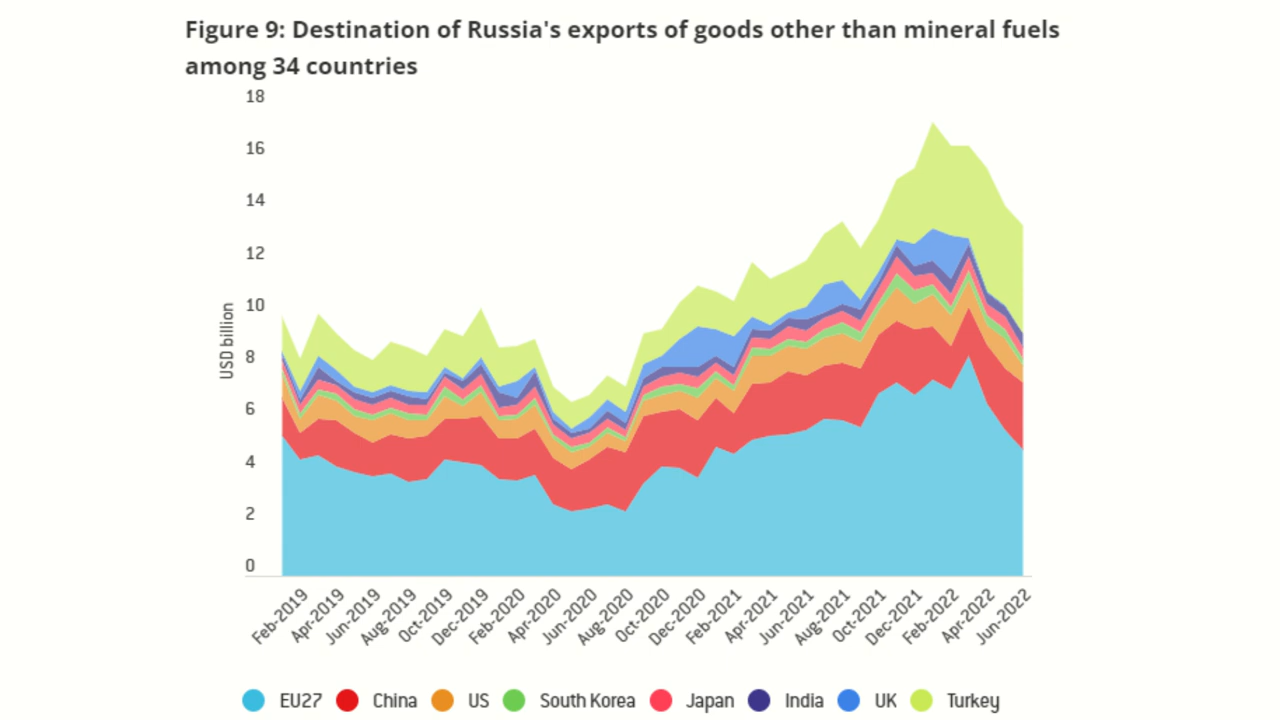 Figure 9: Destination of Russia's exports of goods other than mineral fuels
among 34 countries
18
16
14
12
10
8
6
4
2
0
USD billion
Feb-2019
Apr-2019
Jun-2019
Aug-2019
Oct-2019
Dec-2019
Feb-2020
Apr-2020
Jun-2020
Aug-2020
Oct-2020
Dec-2020
Feb-2021
Apr-2021
Jun-2021
Aug-2021
Oct-2021
Dec-2021
Feb-2022
Apr-2022
Jun-2022
EU27 China US South Korea Japan India UK Turkey